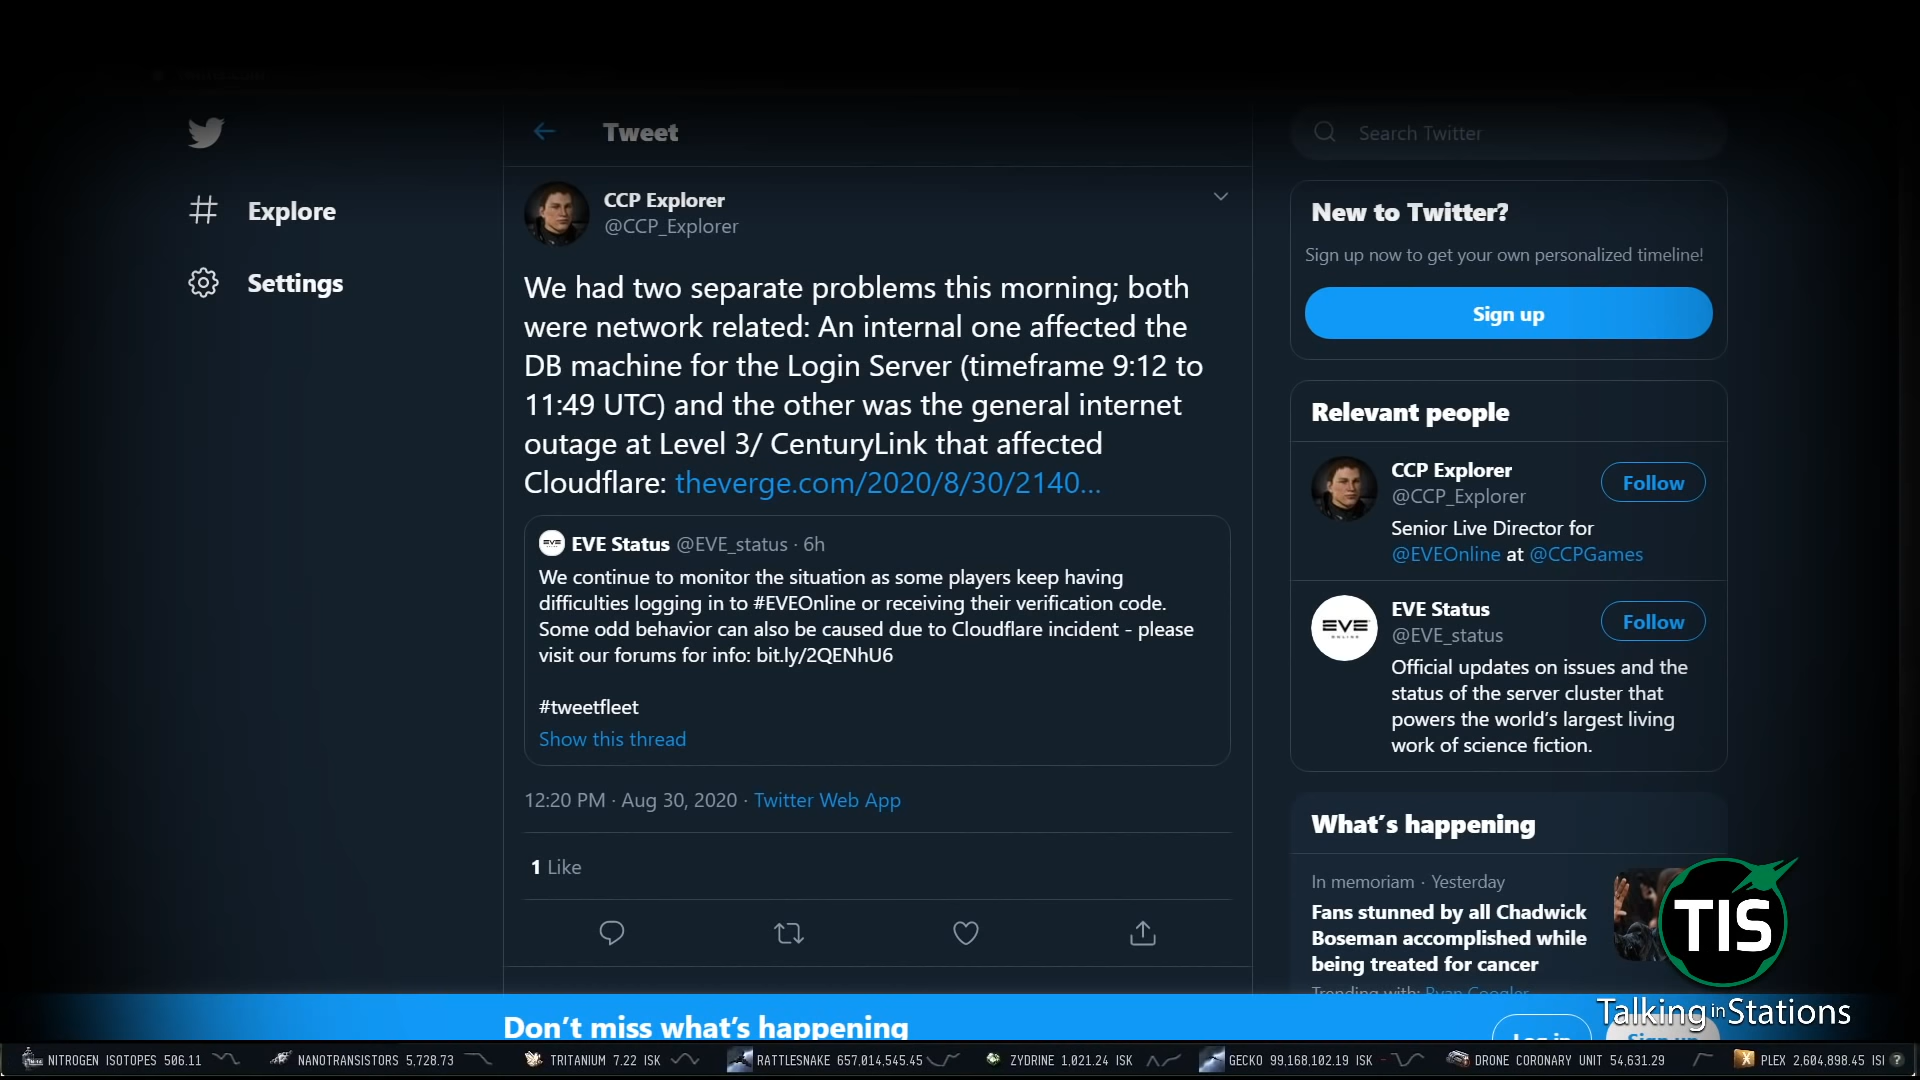 Explore
Settings
Tweet
CCP Explorer
@CCP_Explorer
We had two separate problems this morning; both
were network related: An internal one affected the
DB machine for the Login Server (timeframe 9:12 to
11:49 UTC) and the other was the general internet
outage at Level 3/ CenturyLink that affected
Cloudflare: theverge.com/2020/8/30/2140...
EVE Status @EVE_status · 6h
We continue to monitor the situation as some players keep having
difficulties logging in to #EVEOnline or receiving their verification code.
Some odd behavior can also be caused due to Cloudflare incident - please
visit our forums for info: bit.ly/2QENhU6
#tweetfleet
Show this thread
12:20 PM · Aug 30, 2020 · Twitter Web App
1 Like
Search Twitter
New to Twitter?
Sign up now to get your own personalized timeline!
Sign up
Relevant people
CCP Explorer
@CCP_Explorer
Follow
Senior Live Director for
@EVEOnline at @CCPGames
EVE Status
@EVE_status
Follow
EVE
ONLINE
Official updates on issues and the
status of the server cluster that
powers the world's largest living
work of science fiction.
What's happening
In memoriam · Yesterday
Fans stunned by all Chadwick
Boseman accomplished while
being treated for cancer
Trending with: Ryan Coogler
TIS
Talking in Stations
Don't miss what's happening
Log in
Sign up
NITROGEN ISOTOPES 506.11
NANOTRANSISTORS 5,728.73
TRITANIUM 7.22 ISK
RATTLESNAKE 657,014,545.45
ZYDRINE 1,021.24 ISK
GECKO 99,168,102.19 ISK
DRONE CORONARY UNIT 54,631.29
PLEX 2,604,898.45 ISI
?